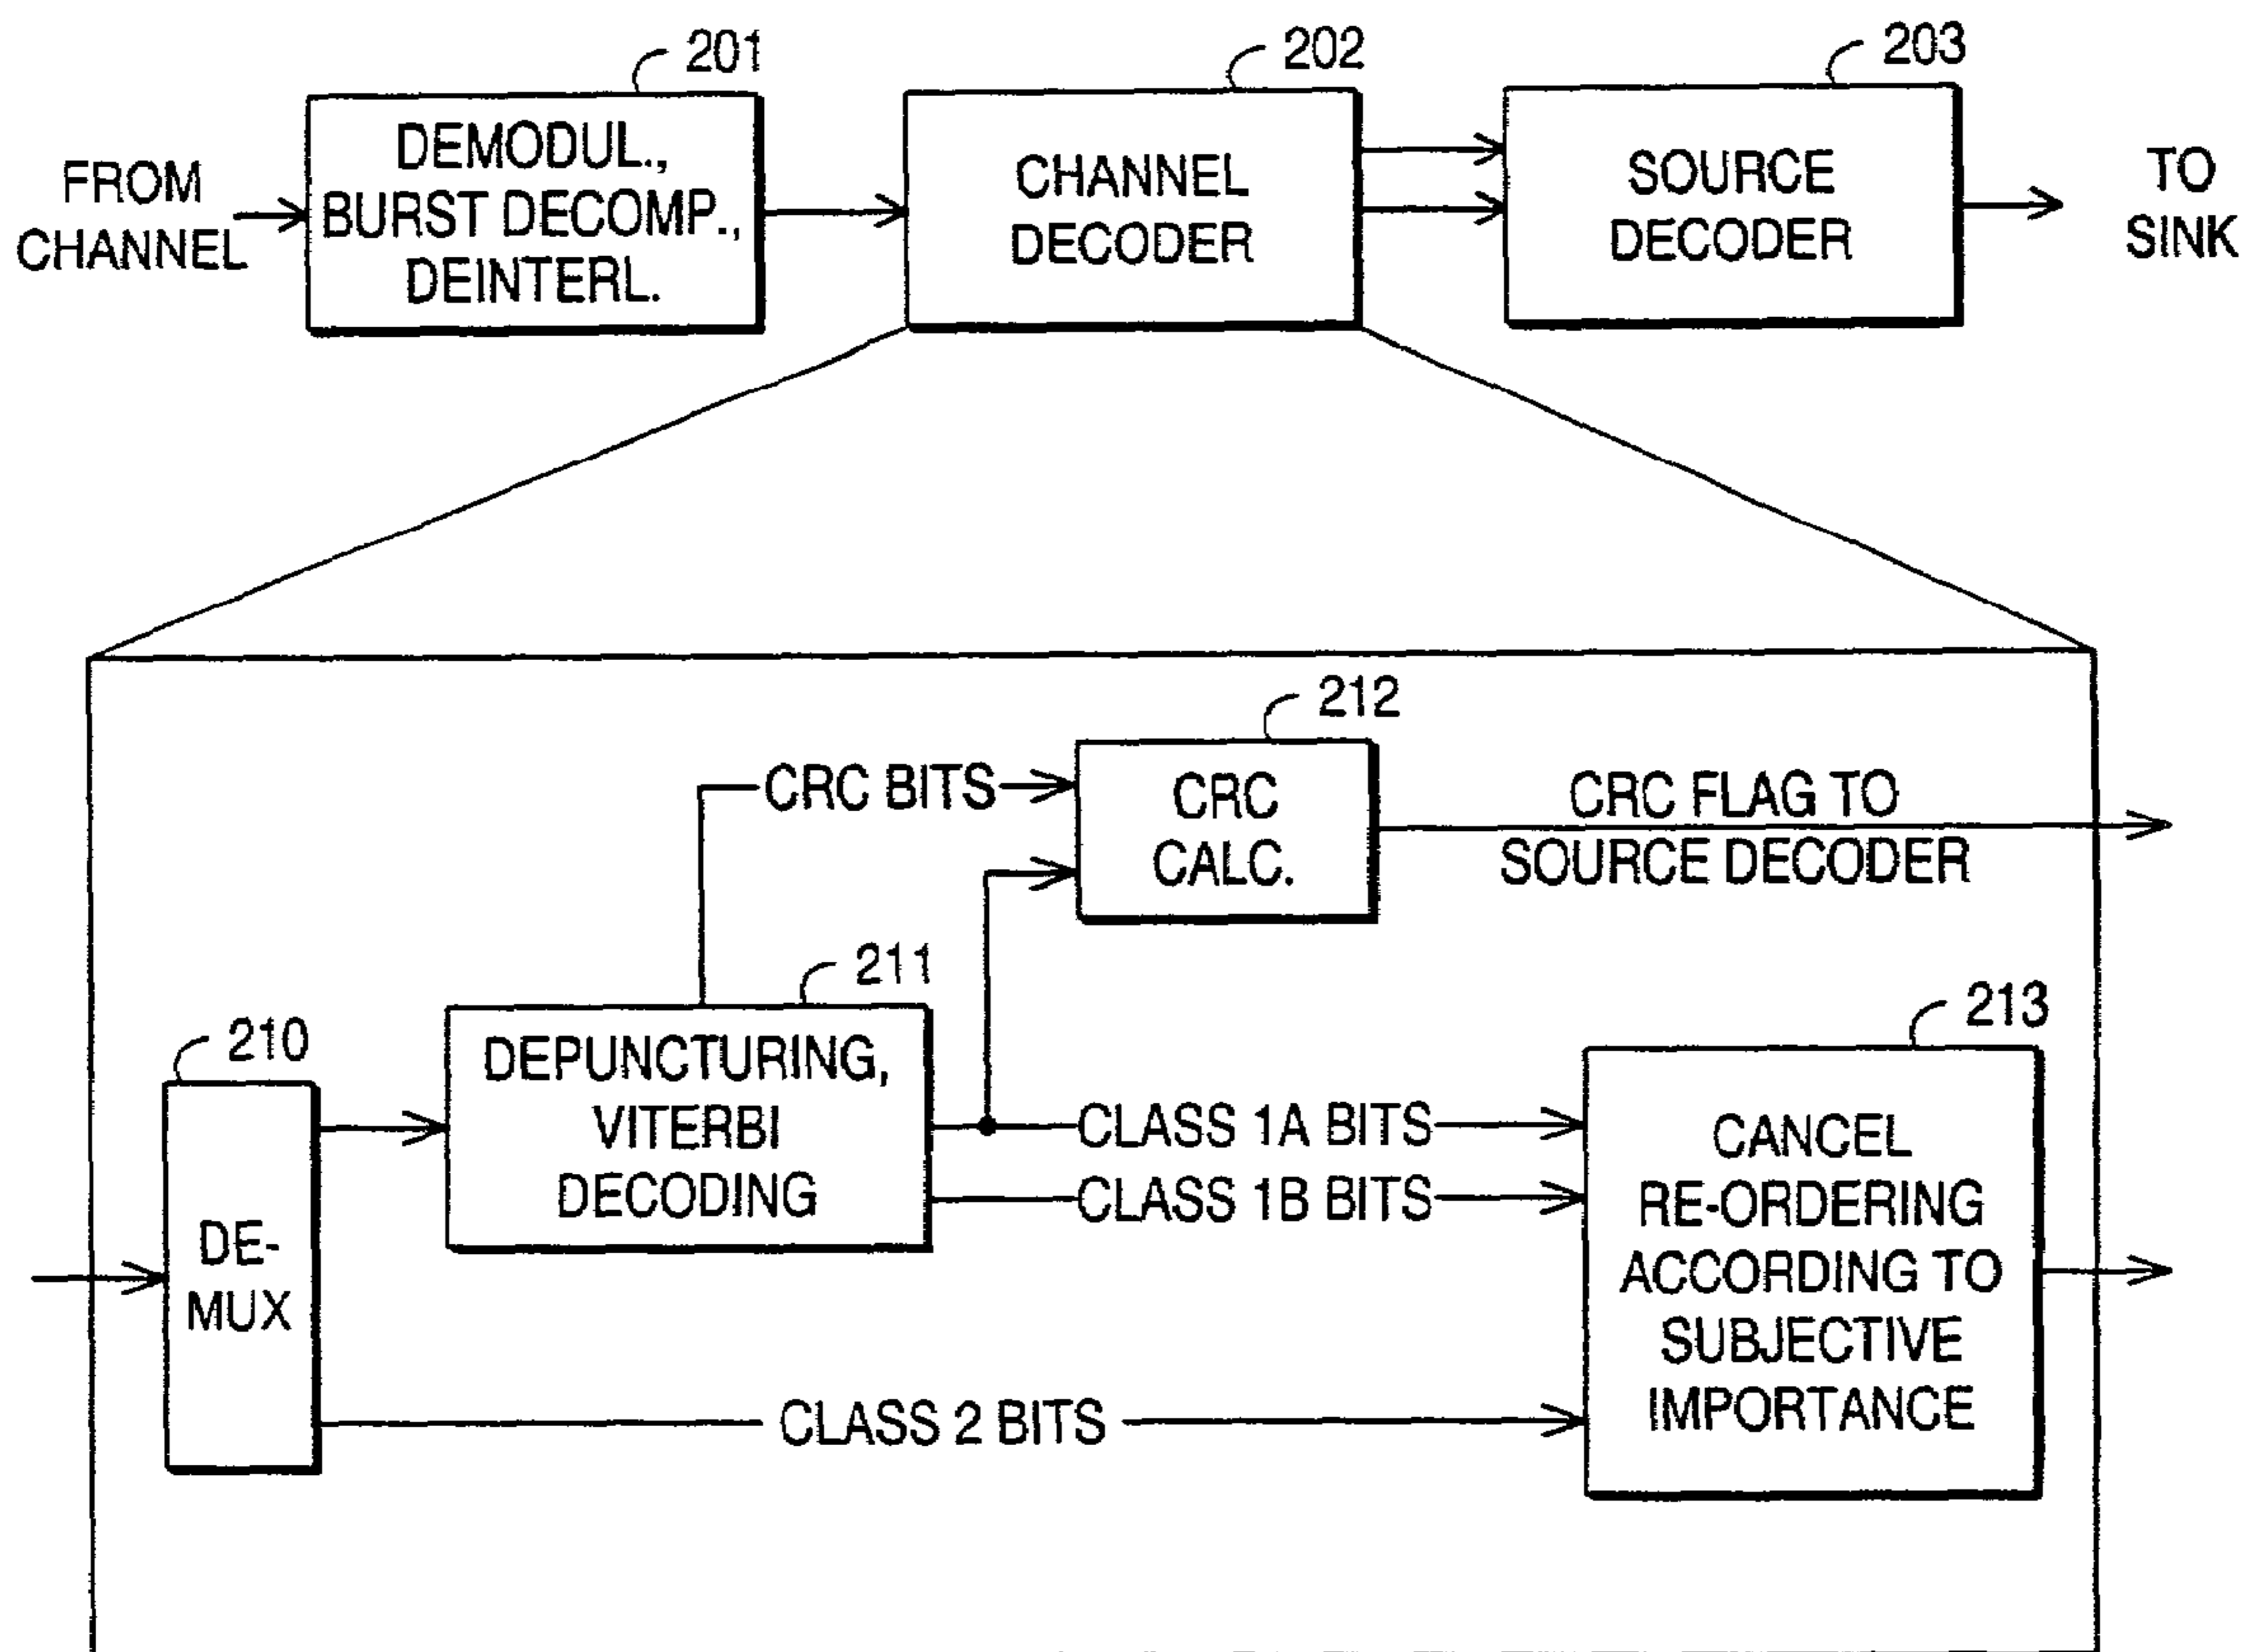 201
202
203
FROM
CHANNEL
DEMODUL.,
BURST DECOMP.,
DEINTERL.
CHANNEL
DECODER
SOURCE
DECODER
TO
SINK
212
CRC BITS
CRC
CALC.
CRC FLAG TO
SOURCE DECODER
210
DE-
MUX
211
DEPUNCTURING,
VITERBI
DECODING
CLASS 1A BITS
CLASS 1B BITS
CLASS 2 BITS
213
CANCEL
RE-ORDERING
ACCORDING TO
SUBJECTIVE
IMPORTANCE